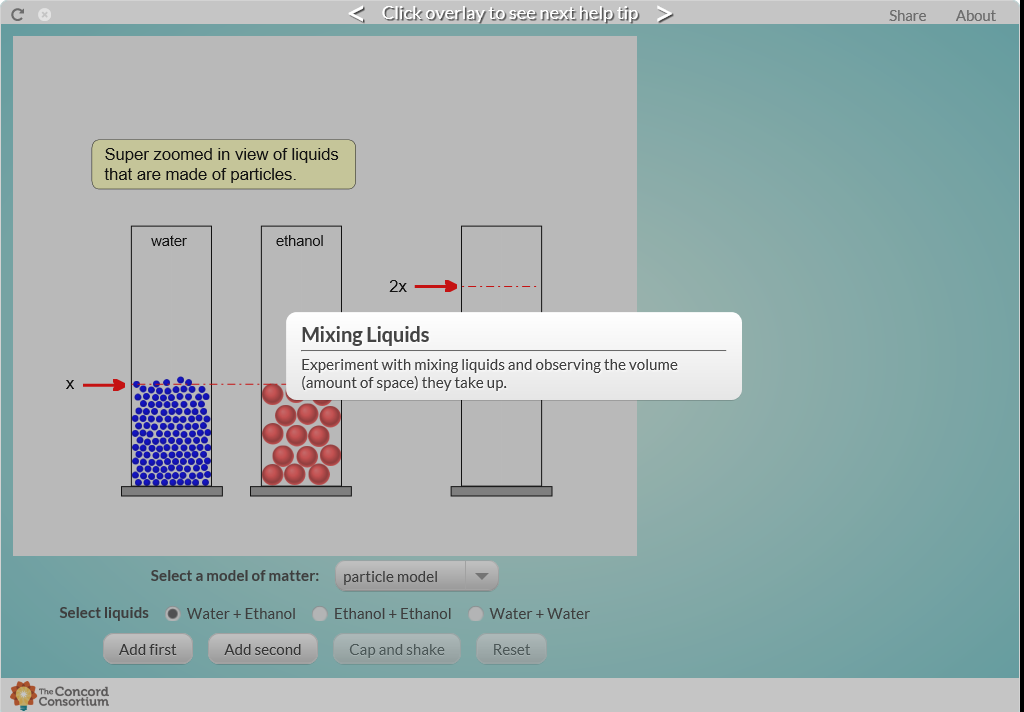 Click overlay to see next help tip
Share
About
Super zoomed in view of liquids
that are made of particles.
water
ethanol
2x
x
Mixing Liquids
Experiment with mixing liquids and observing the volume
(amount of space) they take up.
Select a model of matter:
particle model
Select liquids
Water + Ethanol
Ethanol + Ethanol
Water + Water
Add first
Add second
Cap and shake
Reset
The Concord
Consortium